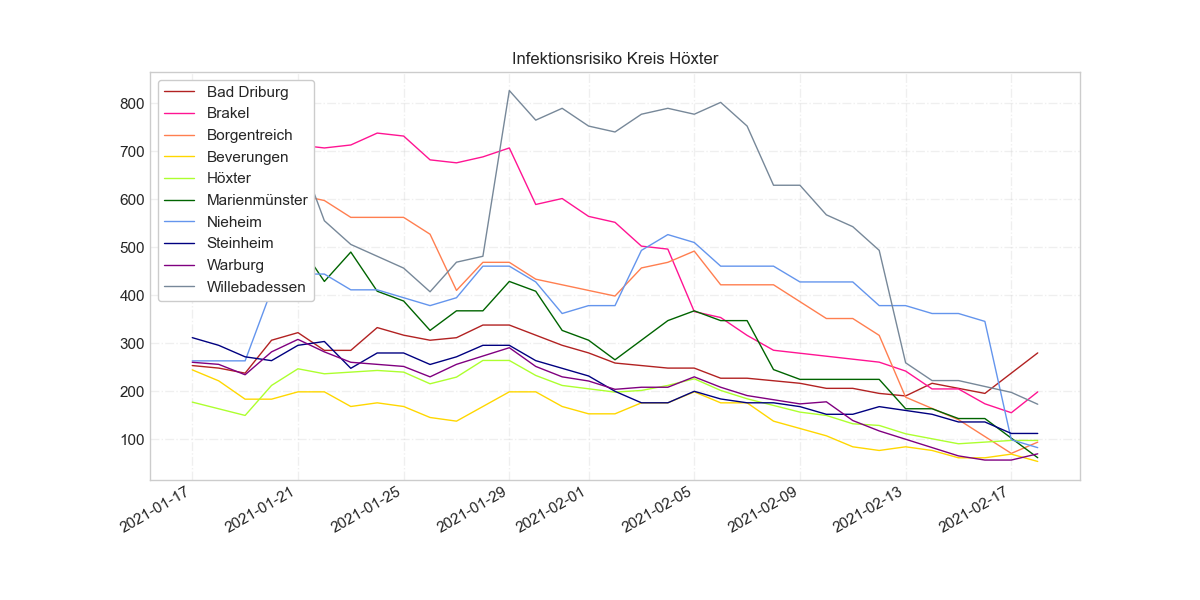 Infektionsrisiko Kreis Höxter
Bad Driburg
Brakel
Borgentreich
Beverungen
Höxter
Marienmünster
Nieheim
Steinheim
Warburg
Willebadessen
800
700
600
500
400
300
200
100
2021-01-17
2021-01-21
2021-01-25
2021-01-29
2021-02-01
2021-02-05
2021-02-09
2021-02-13
2021-02-17